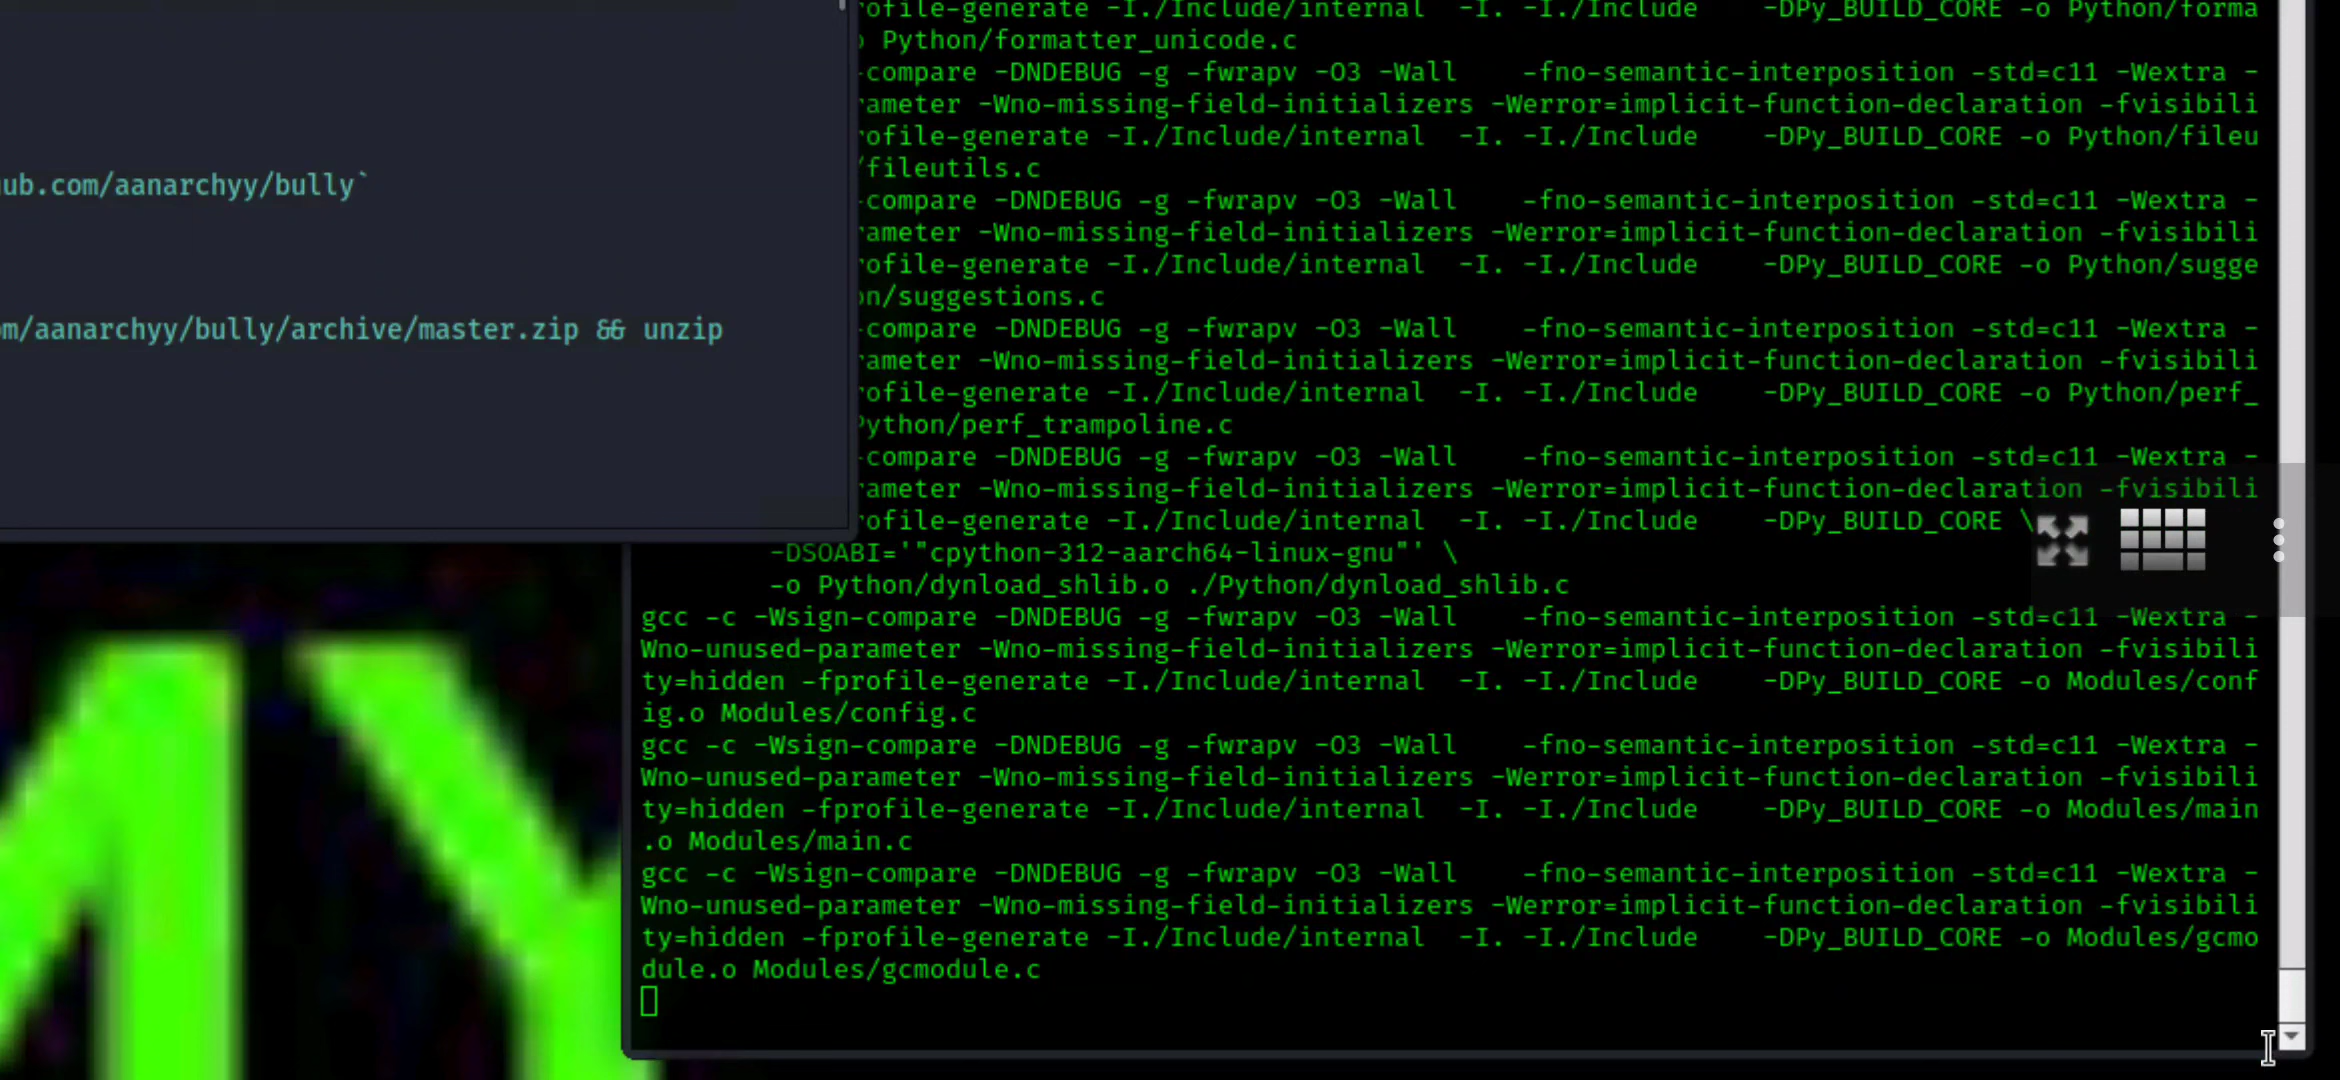 ub.com/aanarchyy/bully`
om/aanarchyy/bully/archive/master.zip && unzip
ofile-generate -I./Include/internal  -I. -I./Include    -DPy_BUILD_CORE -o Python/forma
o Python/formatter_unicode.c
-compare -DNDEBUG -g -fwrapv -O3 -Wall    -fno-semantic-interposition -std=c11 -Wextra -
rameter -Wno-missing-field-initializers -Werror=implicit-function-declaration -fvisibili
rofile-generate -I./Include/internal  -I. -I./Include    -DPy_BUILD_CORE -o Python/fileu
/fileutils.c
-compare -DNDEBUG -g -fwrapv -O3 -Wall    -fno-semantic-interposition -std=c11 -Wextra -
rameter -Wno-missing-field-initializers -Werror=implicit-function-declaration -fvisibili
rofile-generate -I./Include/internal  -I. -I./Include    -DPy_BUILD_CORE -o Python/sugge
on/suggestions.c
-compare -DNDEBUG -g -fwrapv -O3 -Wall    -fno-semantic-interposition -std=c11 -Wextra -
rameter -Wno-missing-field-initializers -Werror=implicit-function-declaration -fvisibili
rofile-generate -I./Include/internal  -I. -I./Include    -DPy_BUILD_CORE -o Python/perf_
Python/perf_trampoline.c
-compare -DNDEBUG -g -fwrapv -O3 -Wall    -fno-semantic-interposition -std=c11 -Wextra -
rameter -Wno-missing-field-initializers -Werror=implicit-function-declaration -fvisibili
rofile-generate -I./Include/internal  -I. -I./Include    -DPy_BUILD_CORE \
-DSOABI='"cpython-312-aarch64-linux-gnu"' \
-o Python/dynload_shlib.o ./Python/dynload_shlib.c
gcc -c -Wsign-compare -DNDEBUG -g -fwrapv -O3 -Wall    -fno-semantic-interposition -std=c11 -Wextra -
Wno-unused-parameter -Wno-missing-field-initializers -Werror=implicit-function-declaration -fvisibili
ty=hidden -fprofile-generate -I./Include/internal  -I. -I./Include    -DPy_BUILD_CORE -o Modules/conf
ig.o Modules/config.c
gcc -c -Wsign-compare -DNDEBUG -g -fwrapv -O3 -Wall    -fno-semantic-interposition -std=c11 -Wextra -
Wno-unused-parameter -Wno-missing-field-initializers -Werror=implicit-function-declaration -fvisibili
ty=hidden -fprofile-generate -I./Include/internal  -I. -I./Include    -DPy_BUILD_CORE -o Modules/main
.o Modules/main.c
gcc -c -Wsign-compare -DNDEBUG -g -fwrapv -O3 -Wall    -fno-semantic-interposition -std=c11 -Wextra -
Wno-unused-parameter -Wno-missing-field-initializers -Werror=implicit-function-declaration -fvisibili
ty=hidden -fprofile-generate -I./Include/internal  -I. -I./Include    -DPy_BUILD_CORE -o Modules/gcmo
dule.o Modules/gcmodule.c